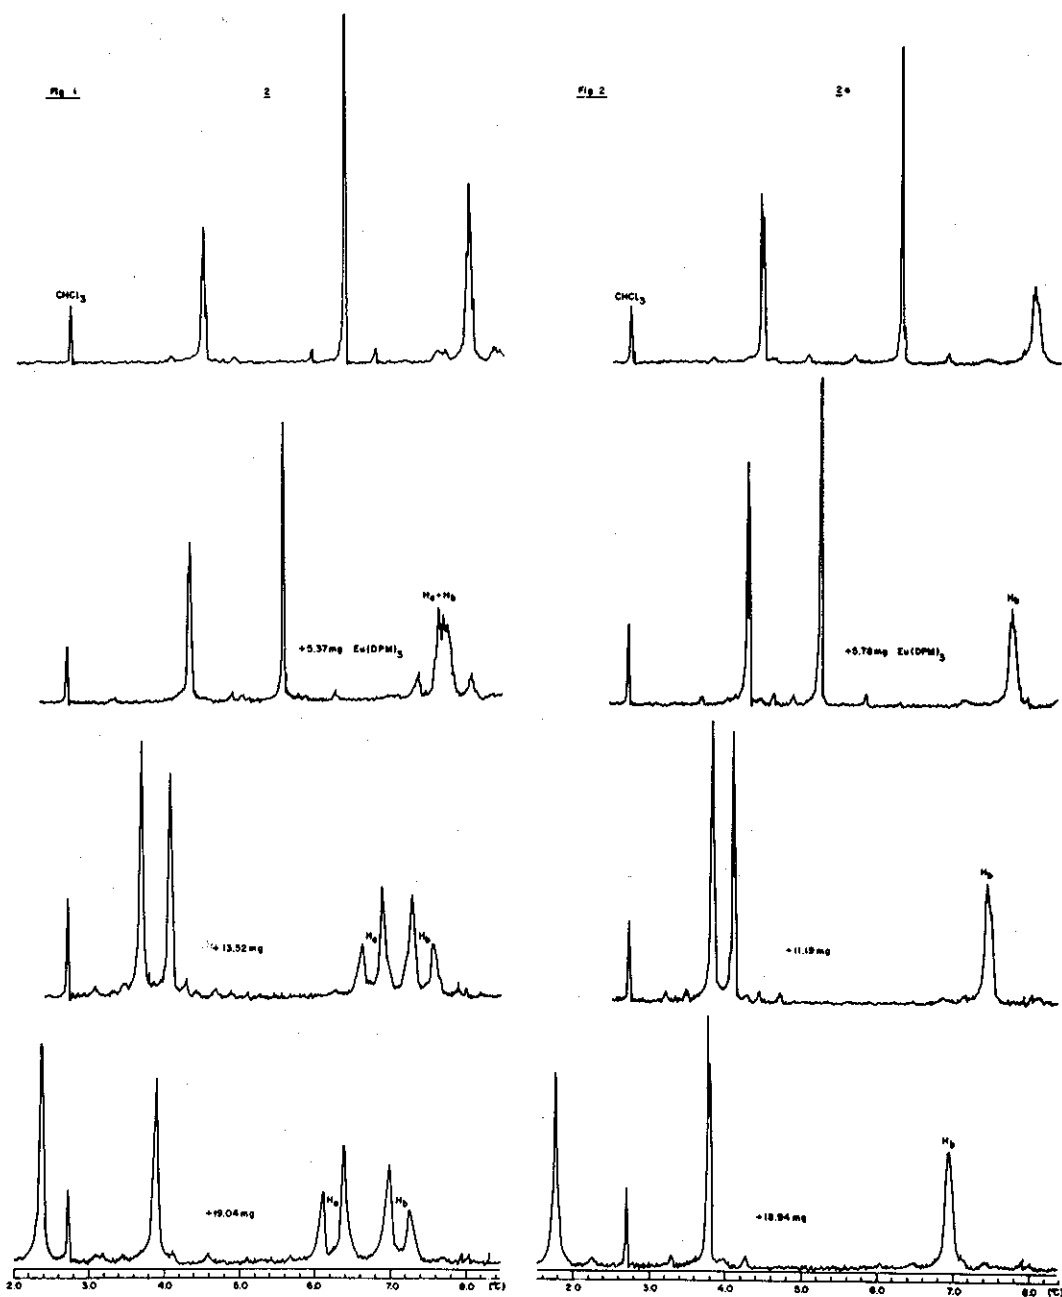 Fig 1
2
CHCl3
Ha + Hb
+5.37mg Eu(DPM)3
Ha
Hb
+ 13.52mg
Ha
Hb
+19.04mg
2.0 3.0 4.0 5.0 6.0 7.0 8.0 (τ)
Fig 2
2*
CHCl3
Hb
+5.78mg Eu(DPM)3
Hb
+11.19mg
Hb
+18.94mg
2.0 3.0 4.0 5.0 6.0 7.0 8.0 (τ)